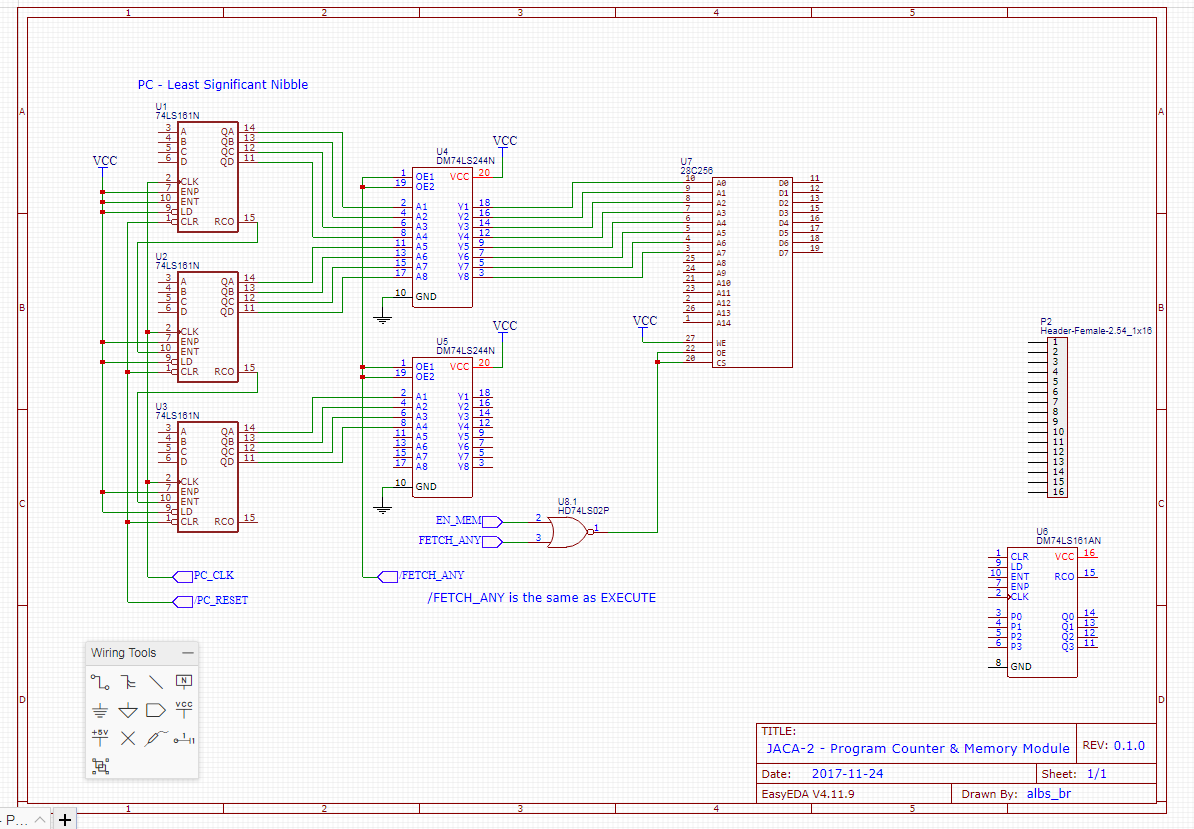 1 2 3 4 5
A A
B B
C C
D D
PC - Least Significant Nibble
U1
74LS161N
3 A QA 14
4 B QB 13
5 C QC 12
6 D QD 11
2 CLK
7 ENP
10 ENT
9 LD
1 CLR RCO 15
VCC
U2
74LS161N
3 A QA 14
4 B QB 13
5 C QC 12
6 D QD 11
2 CLK
7 ENP
10 ENT
9 LD
1 CLR RCO 15
U3
74LS161N
3 A QA 14
4 B QB 13
5 C QC 12
6 D QD 11
2 CLK
7 ENP
10 ENT
9 LD
1 CLR RCO 15
PC_CLK
/PC_RESET
VCC
U4
DM74LS244N
1 OE1 VCC 20
19 OE2
2 A1 Y1 18
4 A2 Y2 16
6 A3 Y3 14
8 A4 Y4 12
11 A5 Y5 9
13 A6 Y6 7
15 A7 Y7 5
17 A8 Y8 3
10 GND
VCC
U5
DM74LS244N
1 OE1 VCC 20
19 OE2
2 A1 Y1 18
4 A2 Y2 16
6 A3 Y3 14
8 A4 Y4 12
11 A5 Y5 9
13 A6 Y6 7
15 A7 Y7 5
17 A8 Y8 3
10 GND
U8.1
HD74LS02P
EN_MEM 2 1
FETCH_ANY 3
/FETCH_ANY
/FETCH_ANY is the same as EXECUTE
U7
28C256
10 A0 D0 11
9 A1 D1 12
8 A2 D2 13
7 A3 D3 15
6 A4 D4 16
5 A5 D5 17
4 A6 D6 18
3 A7 D7 19
25 A8
24 A9
21 A10
23 A11
2 A12
26 A13
1 A14
VCC
27 WE
22 OE
20 CS
P2
Header-Female-2.54_1x16
1
2
3
4
5
6
7
8
9
10
11
12
13
14
15
16
U6
DM74LS161AN
1 CLR VCC 16
9 LD
10 ENT RCO 15
7 ENP
2 CLK
3 P0 Q0 14
4 P1 Q1 13
5 P2 Q2 12
6 P3 Q3 11
8 GND
Wiring Tools
N
VCC
+5V
1
TITLE:
JACA-2 - Program Counter & Memory Module
REV: 0.1.0
Date: 2017-11-24
Sheet: 1/1
EasyEDA V4.11.9
Drawn By: albs_br
1 2 3 4 5
- P...